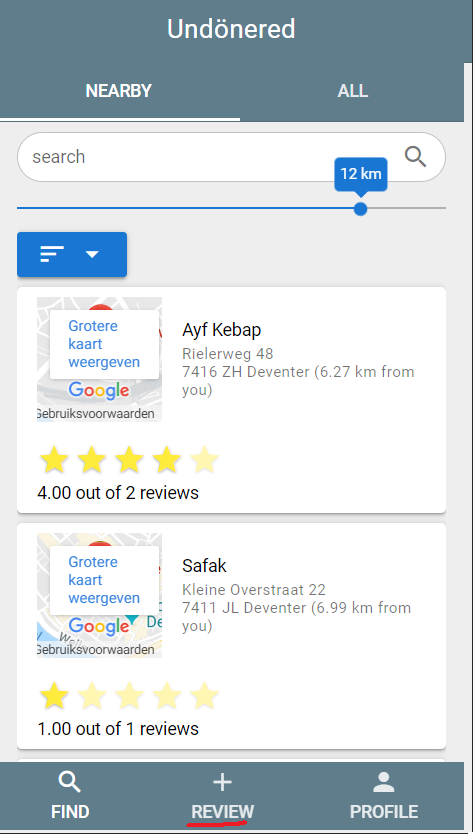 Undönered
NEARBY
ALL
search
12 km
Grotere
kaart
weergeven
Google
Gebruiksvoorwaarden
Ayf Kebap
Rielerweg 48
7416 ZH Deventer (6.27 km from
you)
4.00 out of 2 reviews
Grotere
kaart
weergeven
Google
De
Gebruiksvoorwaarden
Safak
Kleine Overstraat 22
7411 JL Deventer (6.99 km from
you)
1.00 out of 1 reviews
FIND
REVIEW
PROFILE